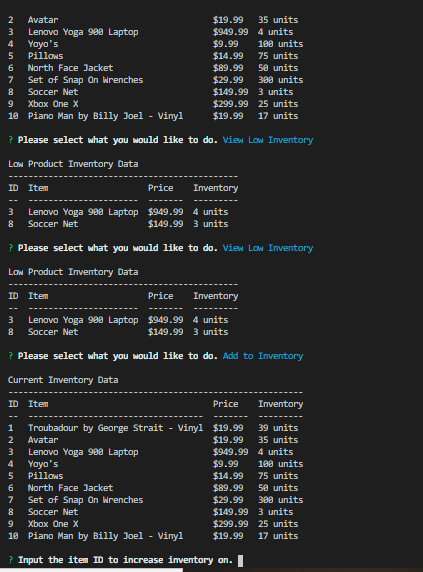 2   Avatar                               $19.99   35 units
3   Lenovo Yoga 900 Laptop               $949.99  4 units
4   Yoyo's                               $9.99    100 units
5   Pillows                              $14.99   75 units
6   North Face Jacket                    $89.99   50 units
7   Set of Snap On Wrenches              $29.99   300 units
8   Soccer Net                           $149.99  3 units
9   Xbox One X                           $299.99  25 units
10  Piano Man by Billy Joel - Vinyl      $19.99   17 units
? Please select what you would like to do. View Low Inventory
Low Product Inventory Data
----------------------------------------------
ID  Item                    Price    Inventory
--  ----------------------  -------  ---------
3   Lenovo Yoga 900 Laptop  $949.99  4 units
8   Soccer Net              $149.99  3 units
? Please select what you would like to do. View Low Inventory
Low Product Inventory Data
----------------------------------------------
ID  Item                    Price    Inventory
--  ----------------------  -------  ---------
3   Lenovo Yoga 900 Laptop  $949.99  4 units
8   Soccer Net              $149.99  3 units
? Please select what you would like to do. Add to Inventory
Current Inventory Data
-----------------------------------------------------------
ID  Item                                 Price    Inventory
--  -----------------------------------  -------  ---------
1   Troubadour by George Strait - Vinyl  $19.99   39 units
2   Avatar                               $19.99   35 units
3   Lenovo Yoga 900 Laptop               $949.99  4 units
4   Yoyo's                               $9.99    100 units
5   Pillows                              $14.99   75 units
6   North Face Jacket                    $89.99   50 units
7   Set of Snap On Wrenches              $29.99   300 units
8   Soccer Net                           $149.99  3 units
9   Xbox One X                           $299.99  25 units
10  Piano Man by Billy Joel - Vinyl      $19.99   17 units
? Input the item ID to increase inventory on.